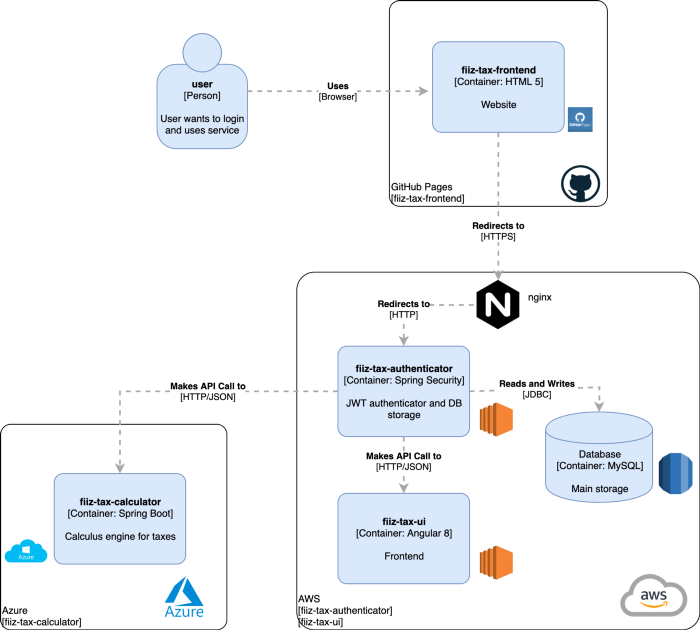 user
[Person]
User wants to login
and uses service
Uses
[Browser]
fiiz-tax-frontend
[Container: HTML 5]
Website
GitHub Pages
[fiiz-tax-frontend]
Redirects to
[HTTPS]
nginx
Redirects to
[HTTP]
fiiz-tax-authenticator
[Container: Spring Security]
JWT authenticator and DB
storage
Makes API Call to
[HTTP/JSON]
Reads and Writes
[JDBC]
Database
[Container: MySQL]
Main storage
Makes API Call to
[HTTP/JSON]
fiiz-tax-ui
[Container: Angular 8]
Frontend
fiiz-tax-calculator
[Container: Spring Boot]
Calculus engine for taxes
Azure
Azure
Azure
[fiiz-tax-calculator]
AWS
[fiiz-tax-authenticator]
[fiiz-tax-ui]
aws